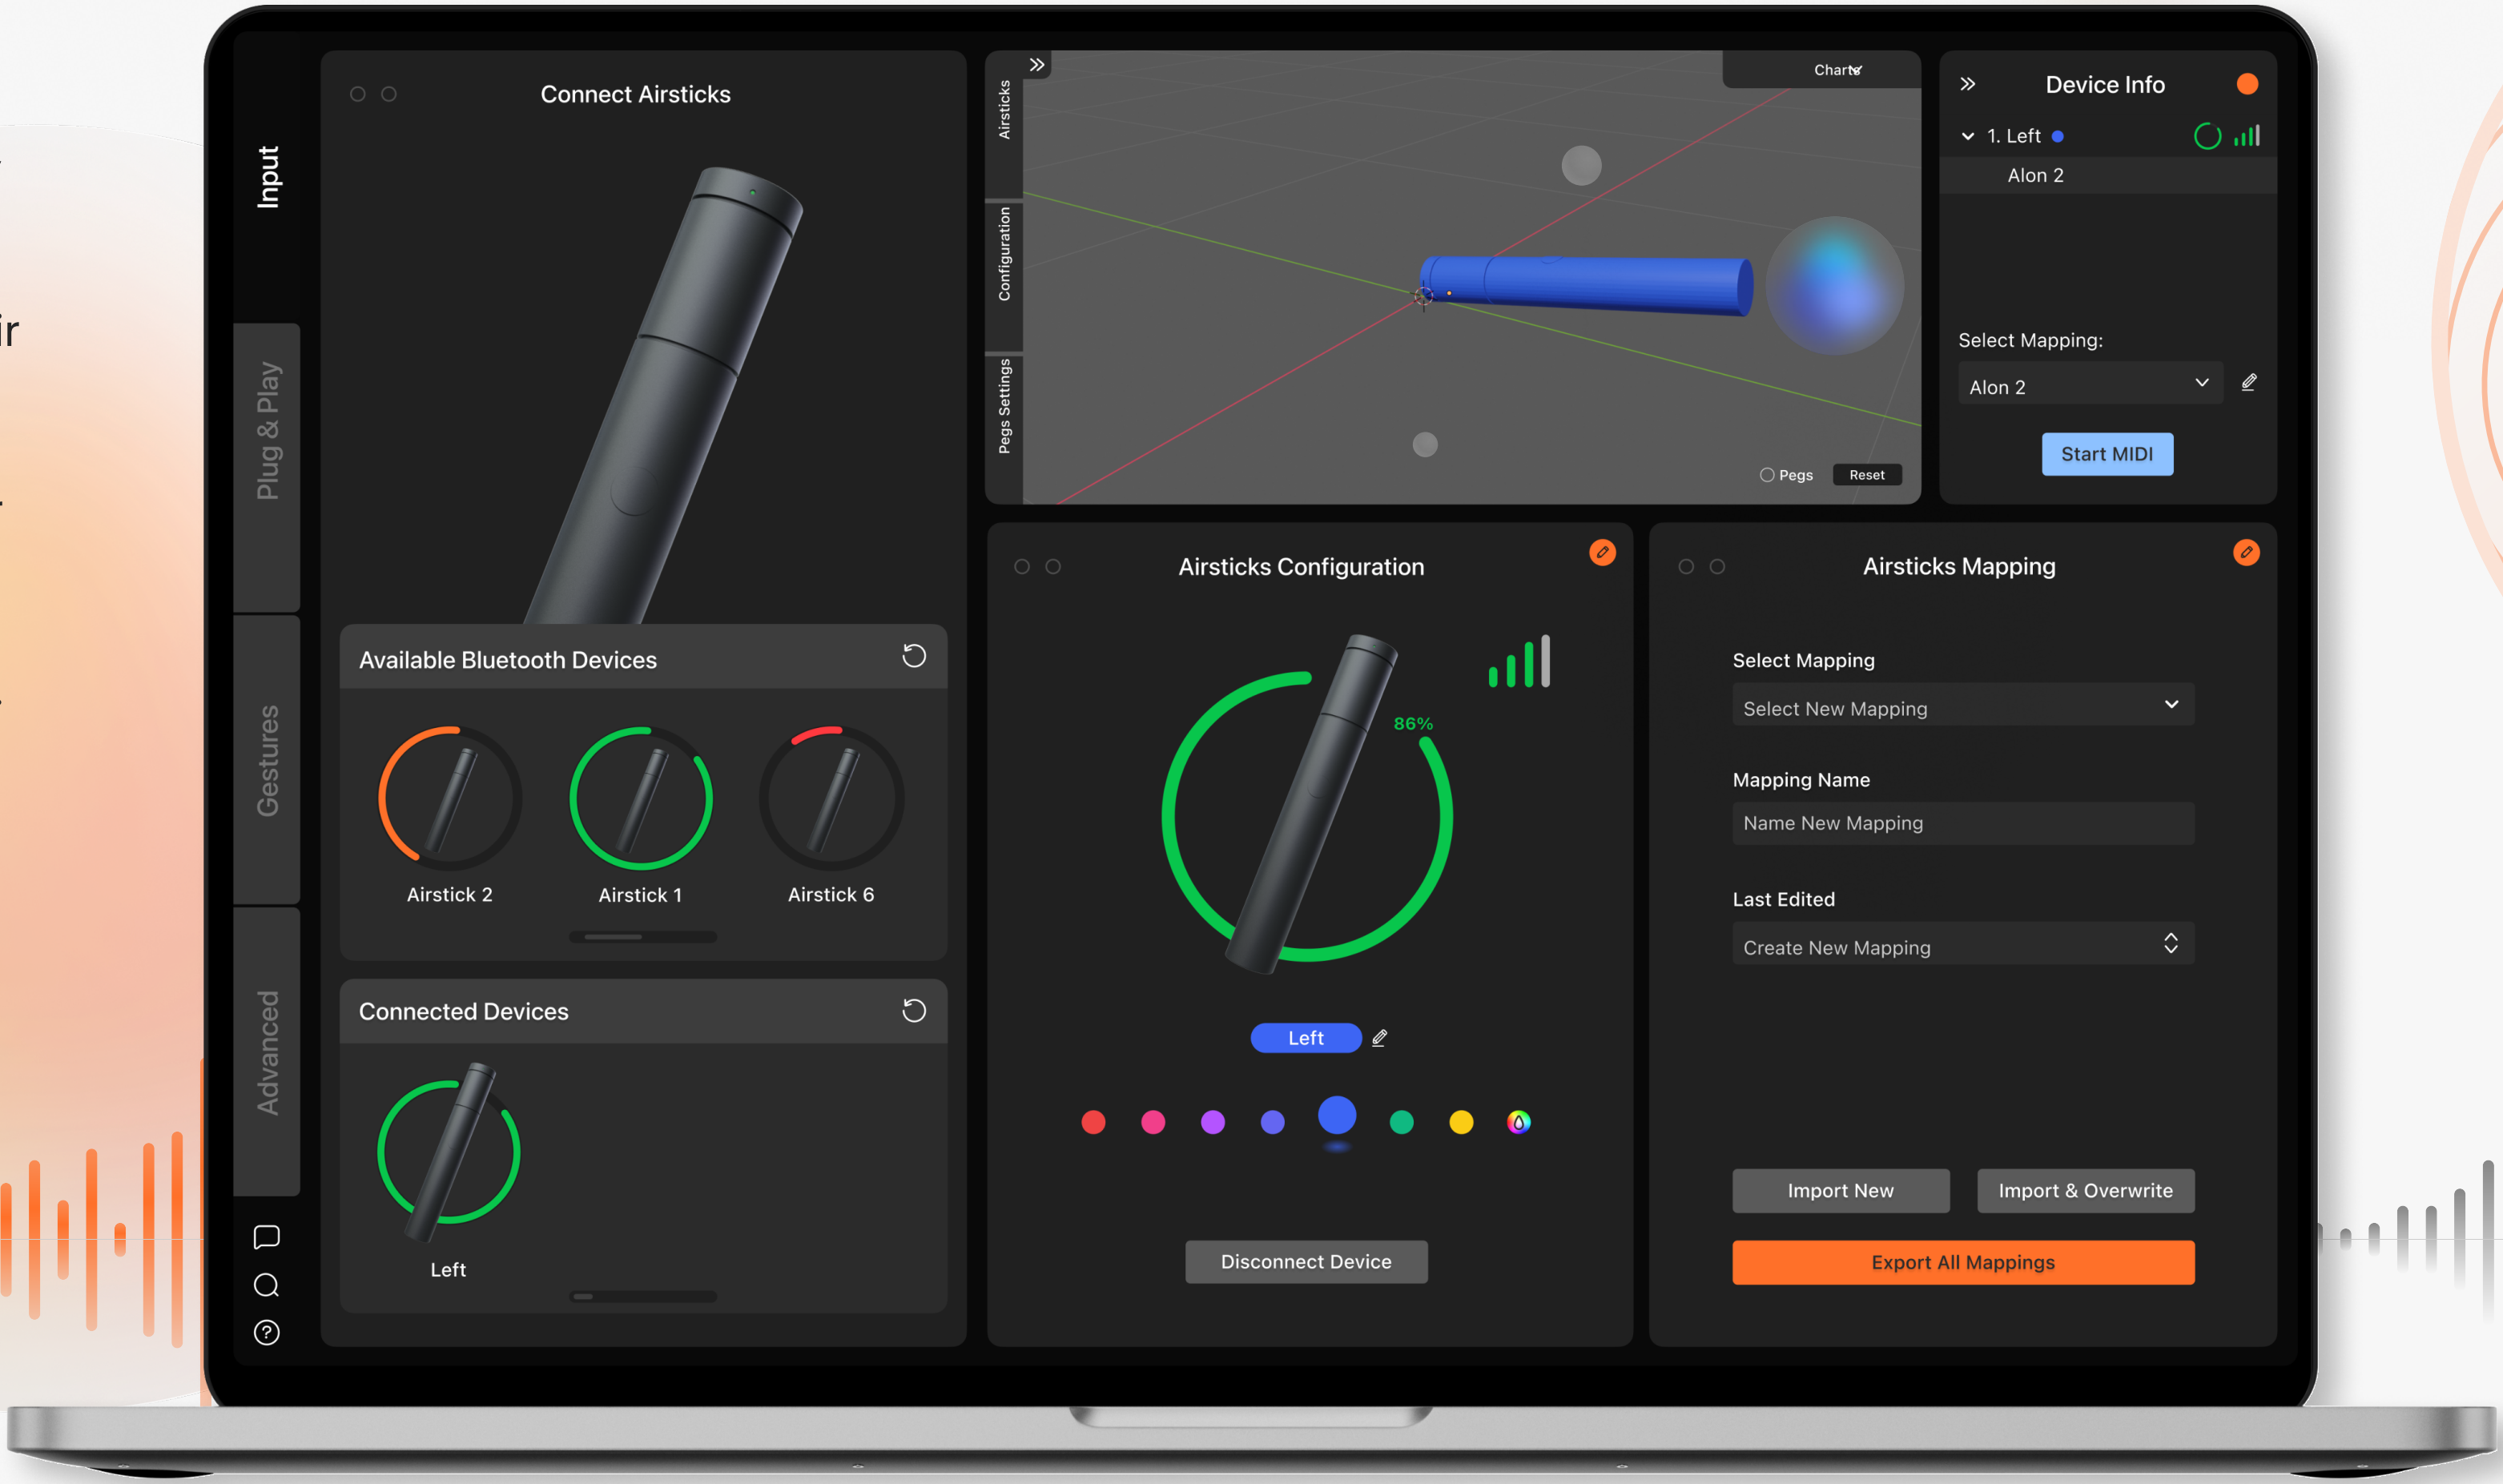 ir
Input
Plug & Play
Gestures
Advanced
Connect Airsticks
Available Bluetooth Devices
Airstick 2
Airstick 1
Airstick 6
Connected Devices
Left
Airsticks
Configuration
Pegs Settings
Charts
Pegs
Reset
Device Info
1. Left
Alon 2
Select Mapping:
Alon 2
Start MIDI
Airsticks Configuration
86%
Left
Disconnect Device
Airsticks Mapping
Select Mapping
Select New Mapping
Mapping Name
Name New Mapping
Last Edited
Create New Mapping
Import New
Import & Overwrite
Export All Mappings